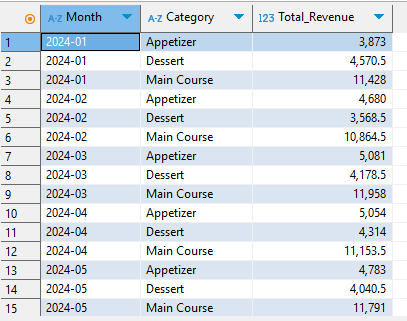 A-Z Month A-Z Category 123 Total_Revenue
1 2024-01 Appetizer 3,873
2 2024-01 Dessert 4,570.5
3 2024-01 Main Course 11,428
4 2024-02 Appetizer 4,680
5 2024-02 Dessert 3,568.5
6 2024-02 Main Course 10,864.5
7 2024-03 Appetizer 5,081
8 2024-03 Dessert 4,178.5
9 2024-03 Main Course 11,958
10 2024-04 Appetizer 5,054
11 2024-04 Dessert 4,314
12 2024-04 Main Course 11,153.5
13 2024-05 Appetizer 4,783
14 2024-05 Dessert 4,040.5
15 2024-05 Main Course 11,791